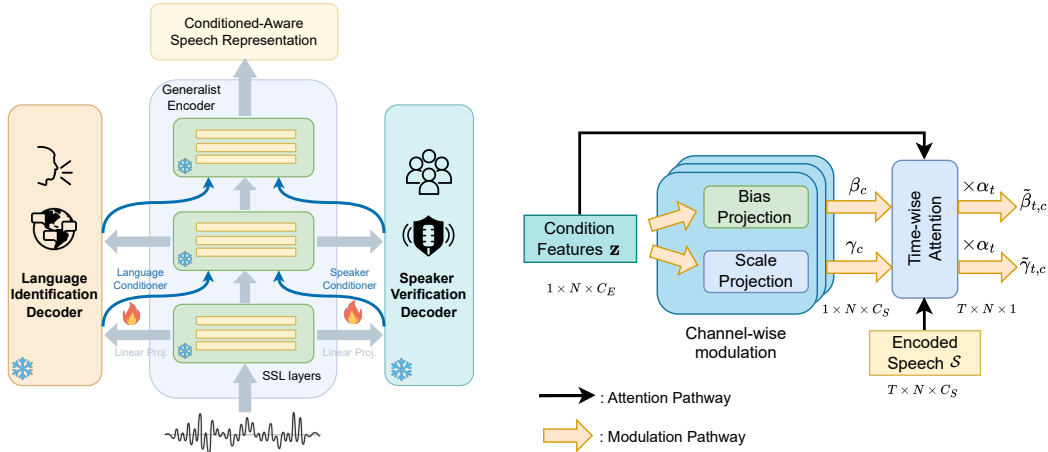 Conditioned-Aware
Speech Representation
Generalist
Encoder
Language
Identification
Decoder
Language
Conditioner
Speaker
Conditioner
Speaker
Verification
Decoder
Linear Proj.
Linear Proj.
SSL layers
Condition
Features z
1 × N × C_E
Bias
Projection
Scale
Projection
Channel-wise
modulation
β_c
γ_c
1 × N × C_S
Time-wise
Attention
×α_t
×α_t
β̃_{t,c}
γ̃_{t,c}
T × N × 1
Encoded
Speech 𝒮
T × N × C_S
: Attention Pathway
: Modulation Pathway